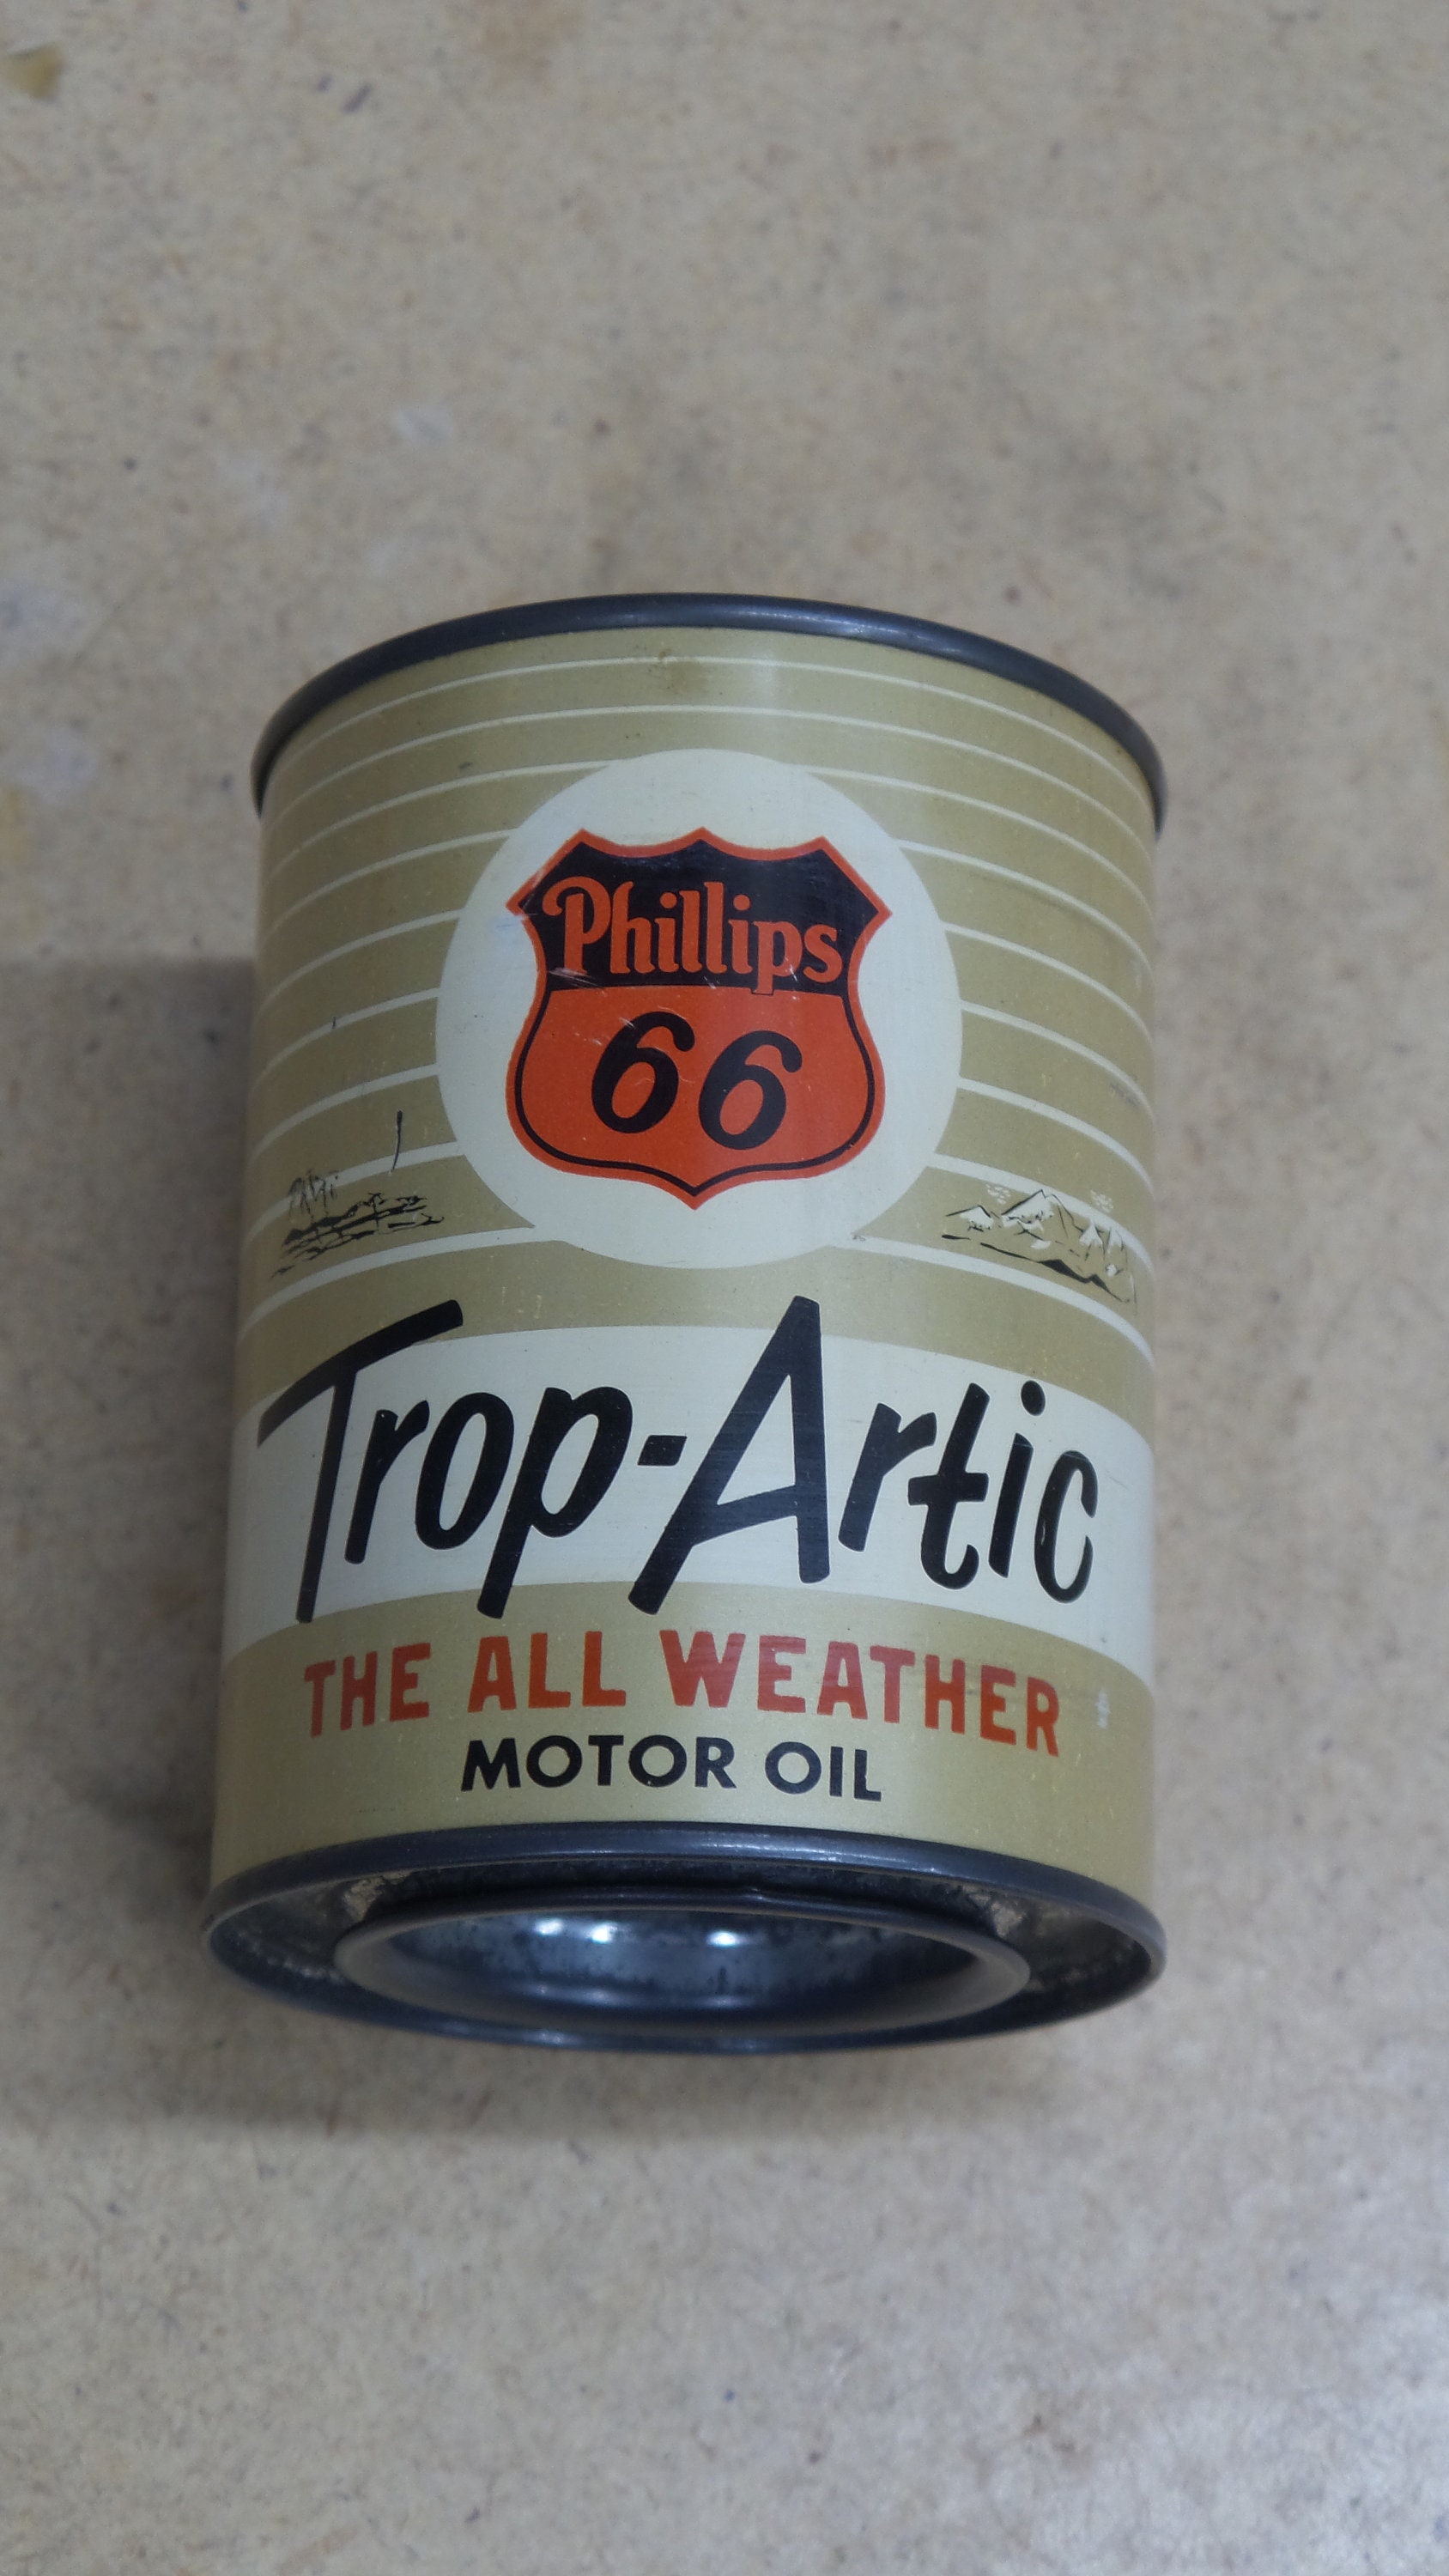 Phillips
66
Trop-Artic
THE ALL WEATHER
MOTOR OIL